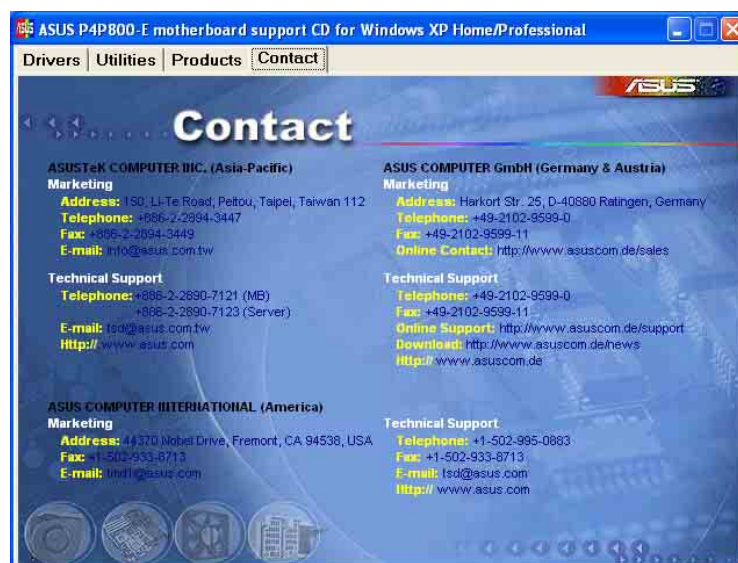 ASUS P4P800-E motherboard support CD for Windows XP Home/Professional
Drivers Utilities Products Contact
ASUS
Contact
ASUSTeK COMPUTER INC. (Asia-Pacific)
Marketing
Address: 150, Li-Te Road, Peitou, Taipei, Taiwan 112
Telephone: +886-2-2894-3447
Fax: +886-2-2894-3449
E-mail: info@asus.com.tw
Technical Support
Telephone: +886-2-2890-7121 (MB)
+886-2-2890-7123 (Server)
E-mail: tsd@asus.com.tw
Http:// www.asus.com
ASUS COMPUTER GmbH (Germany & Austria)
Marketing
Address: Harkort Str. 25, D-40880 Ratingen, Germany
Telephone: +49-2102-9599-0
Fax: +49-2102-9599-11
Online Contact: http://www.asuscom.de/sales
Technical Support
Telephone: +49-2102-9599-0
Fax: +49-2102-9599-11
Online Support: http://www.asuscom.de/support
Download: http://www.asuscom.de/news
Http:// www.asuscom.de
ASUS COMPUTER INTERNATIONAL (America)
Marketing
Address: 44370 Nobel Drive, Fremont, CA 94538, USA
Fax: +1-502-933-8713
E-mail: tmd1@asus.com
Technical Support
Telephone: +1-502-995-0883
Fax: +1-502-933-8713
E-mail: tsd@asus.com
Http:// www.asus.com